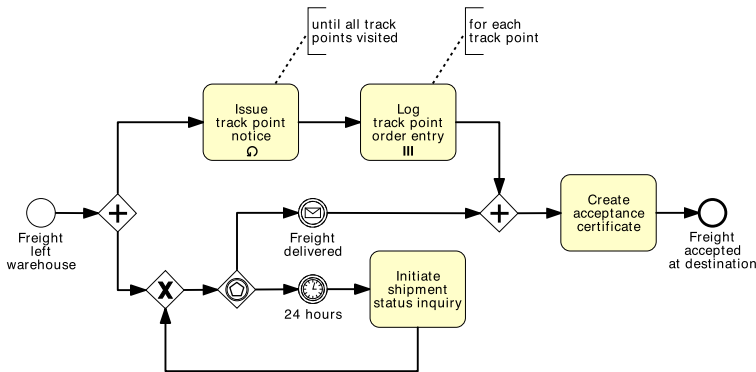 until all track
points visited
for each
track point
Issue
track point
notice
Log
track point
order entry
Create
acceptance
certificate
Freight
left
warehouse
Freight
delivered
Freight
accepted
at destination
Initiate
shipment
status inquiry
24 hours